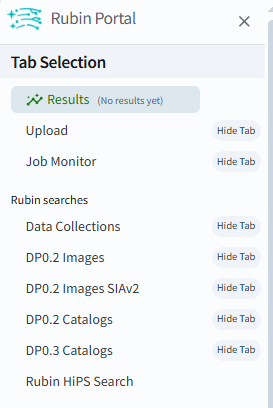 Rubin Portal
Tab Selection
Results (No results yet)
Upload Hide Tab
Job Monitor Hide Tab
Rubin searches
Data Collections Hide Tab
DP0.2 Images Hide Tab
DP0.2 Images SIAv2 Hide Tab
DP0.2 Catalogs Hide Tab
DP0.3 Catalogs Hide Tab
Rubin HiPS Search